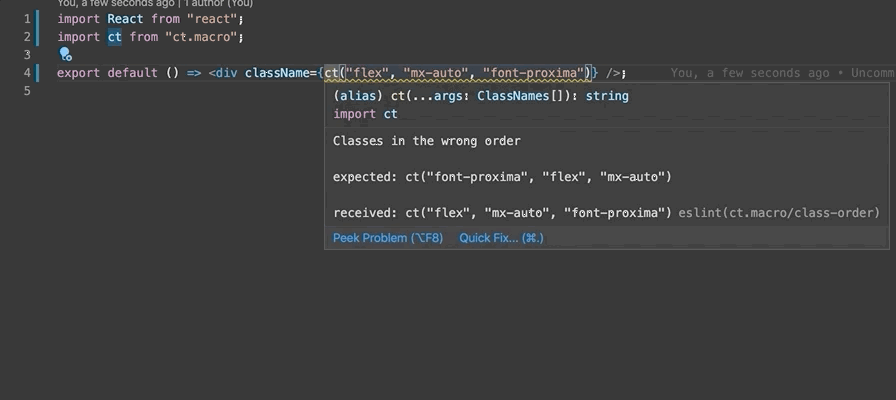 You, a few seconds ago | 1 author (You)
1 import React from "react";
2 import ct from "ct.macro";
3
4 export default () => <div className={ct("flex", "mx-auto", "font-proxima")} />; You, a few seconds ago • Uncomm
(alias) ct(...args: ClassNames[]): string
import ct
5
Classes in the wrong order
expected: ct("font-proxima", "flex", "mx-auto")
received: ct("flex", "mx-auto", "font-proxima") eslint(ct.macro/class-order)
Peek Problem (⌥F8) Quick Fix... (⌘.)